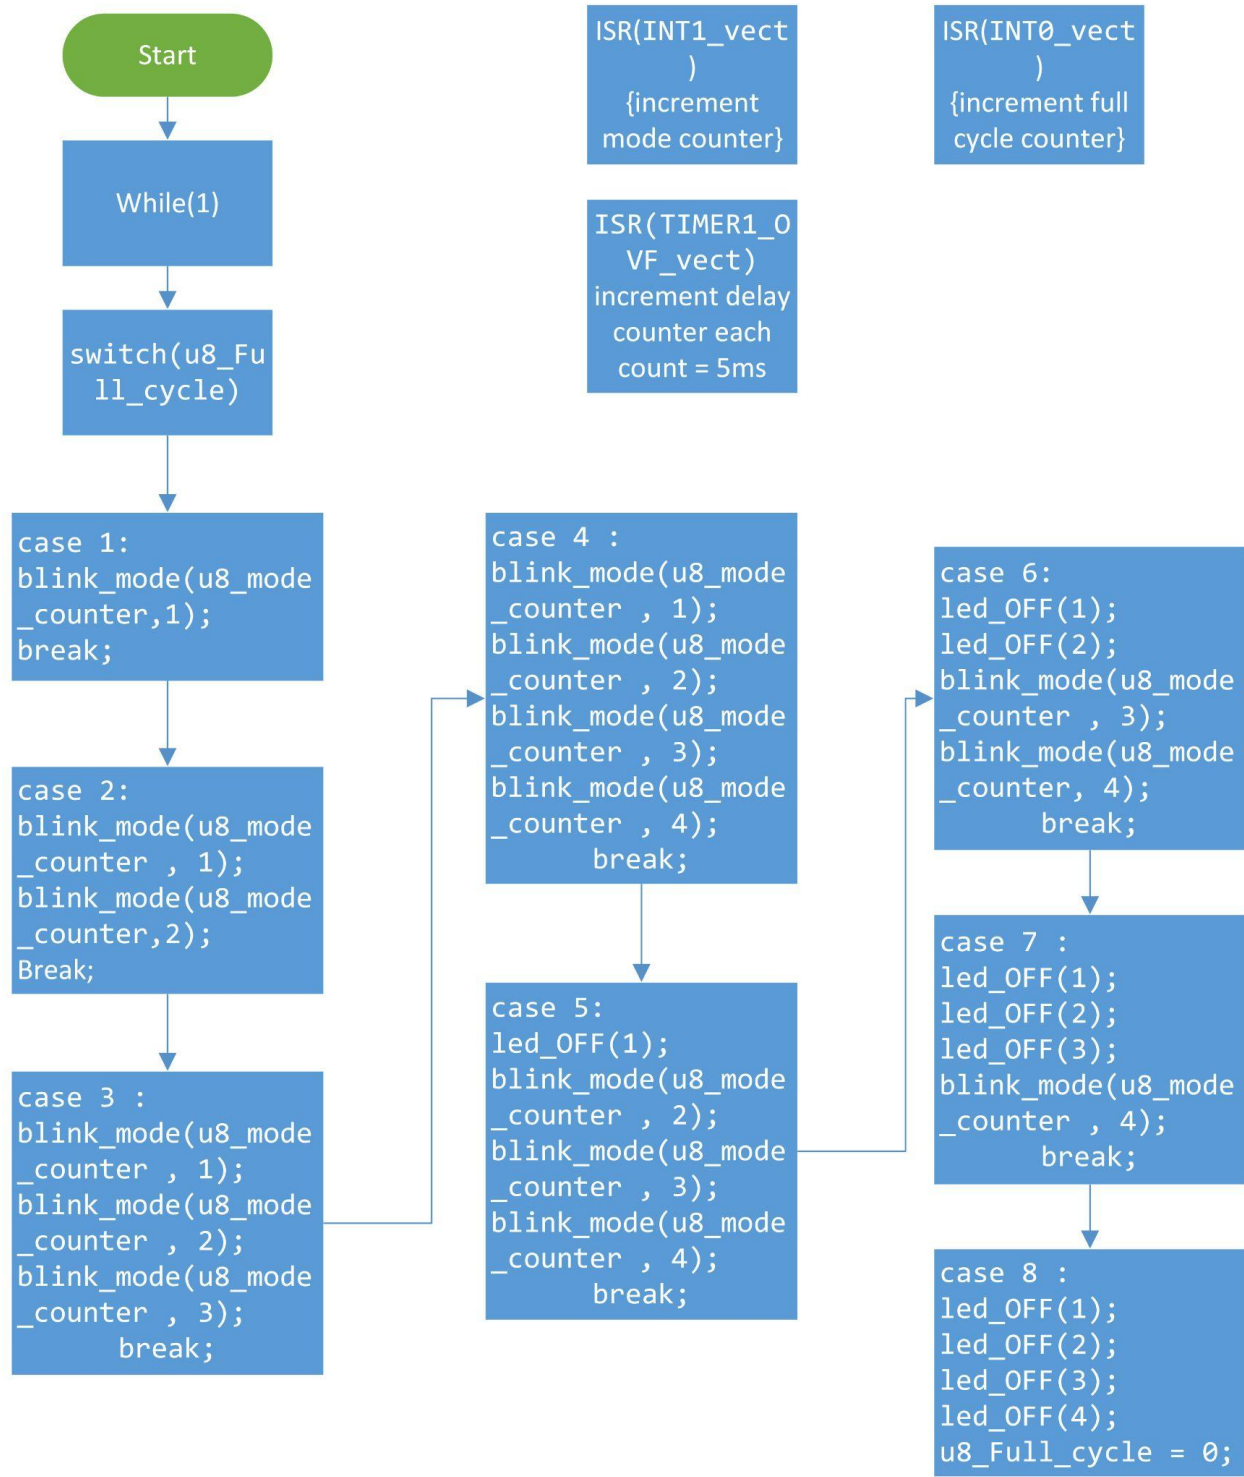 Start
While(1)
switch(u8_Fu
ll_cycle)
case 1:
blink_mode(u8_mode
_counter,1);
break;
case 2:
blink_mode(u8_mode
_counter , 1);
blink_mode(u8_mode
_counter,2);
Break;
case 3 :
blink_mode(u8_mode
_counter , 1);
blink_mode(u8_mode
_counter , 2);
blink_mode(u8_mode
_counter , 3);
break;
ISR(INT1_vect
)
{increment
mode counter}
ISR(INT0_vect
)
{increment full
cycle counter}
ISR(TIMER1_O
VF_vect)
increment delay
counter each
count = 5ms
case 4 :
blink_mode(u8_mode
_counter , 1);
blink_mode(u8_mode
_counter , 2);
blink_mode(u8_mode
_counter , 3);
blink_mode(u8_mode
_counter , 4);
break;
case 5:
led_OFF(1);
blink_mode(u8_mode
_counter , 2);
blink_mode(u8_mode
_counter , 3);
blink_mode(u8_mode
_counter , 4);
break;
case 6:
led_OFF(1);
led_OFF(2);
blink_mode(u8_mode
_counter , 3);
blink_mode(u8_mode
_counter, 4);
break;
case 7 :
led_OFF(1);
led_OFF(2);
led_OFF(3);
blink_mode(u8_mode
_counter , 4);
break;
case 8 :
led_OFF(1);
led_OFF(2);
led_OFF(3);
led_OFF(4);
u8_Full_cycle = 0;